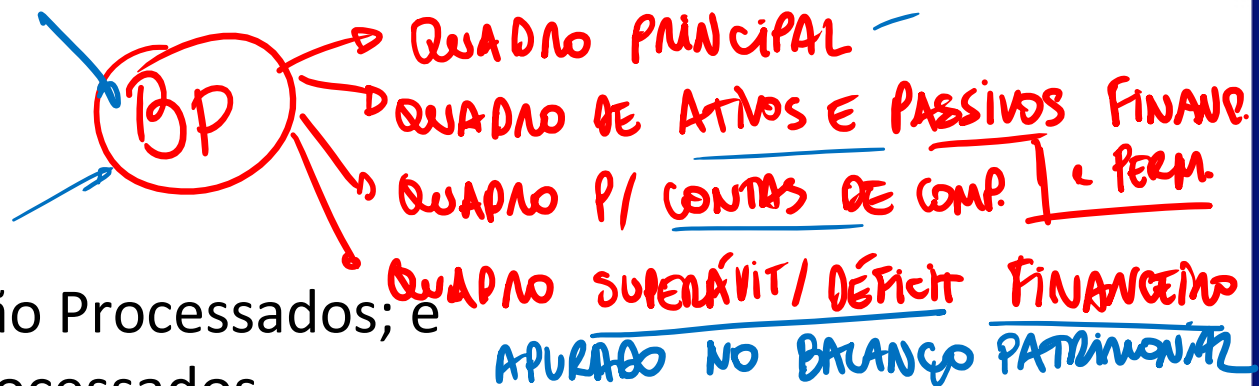 BP
QUADRO PRINCIPAL
QUADRO DE ATIVOS E PASSIVOS FINANC.
e PERM.
QUADRO P/ CONTAS DE COMP.
QUADRO SUPERÁVIT / DÉFICIT FINANCEIRO
ão Processados; e
APURADO NO BALANÇO PATRIMONIAL
ocessados